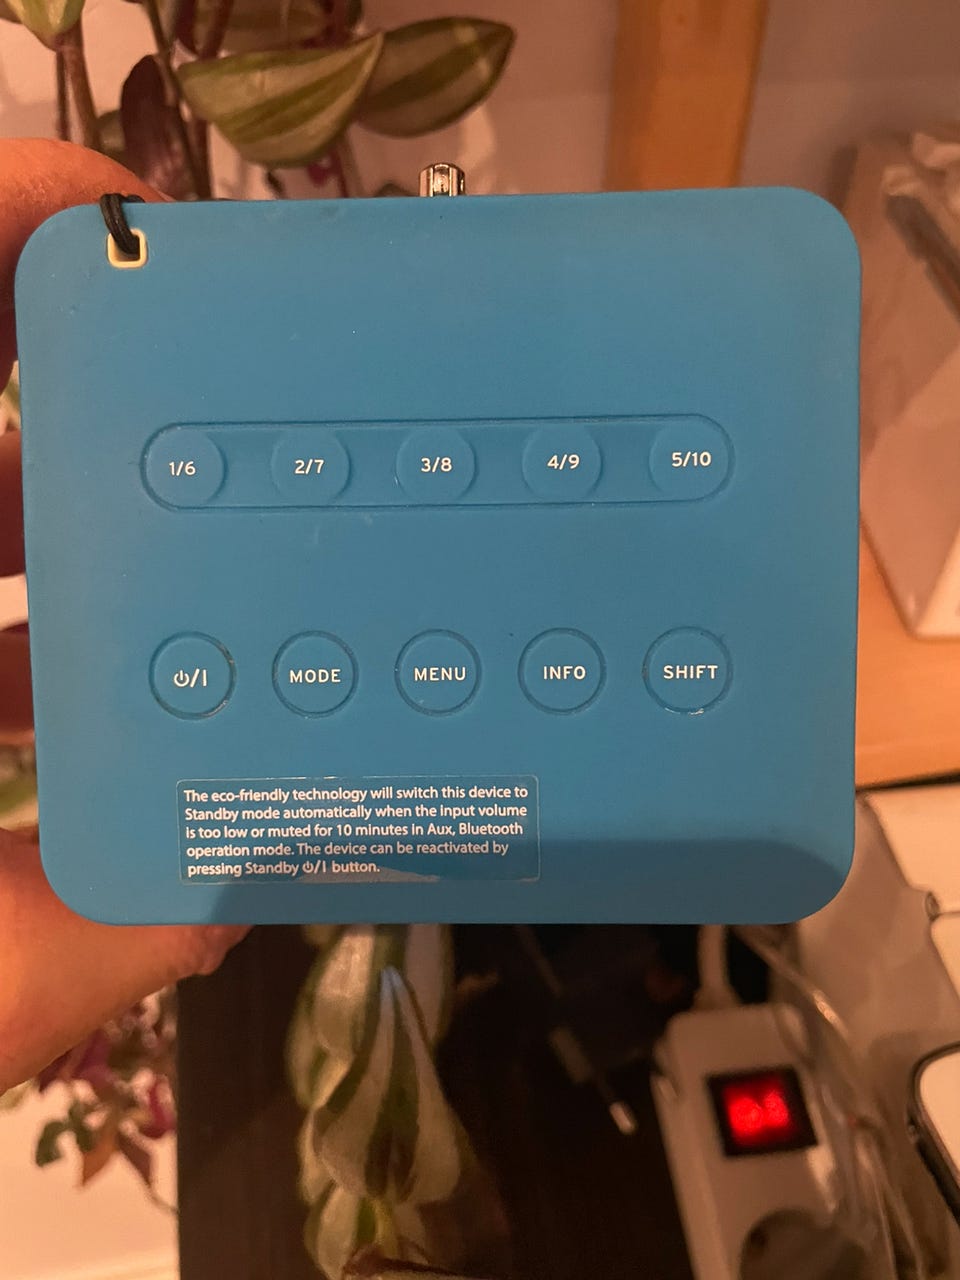 1/6 2/7 3/8 4/9 5/10
⏻/I MODE MENU INFO SHIFT
The eco-friendly technology will switch this device to
Standby mode automatically when the input volume
is too low or muted for 10 minutes in Aux, Bluetooth
operation mode. The device can be reactivated by
pressing Standby ⏻/I button.